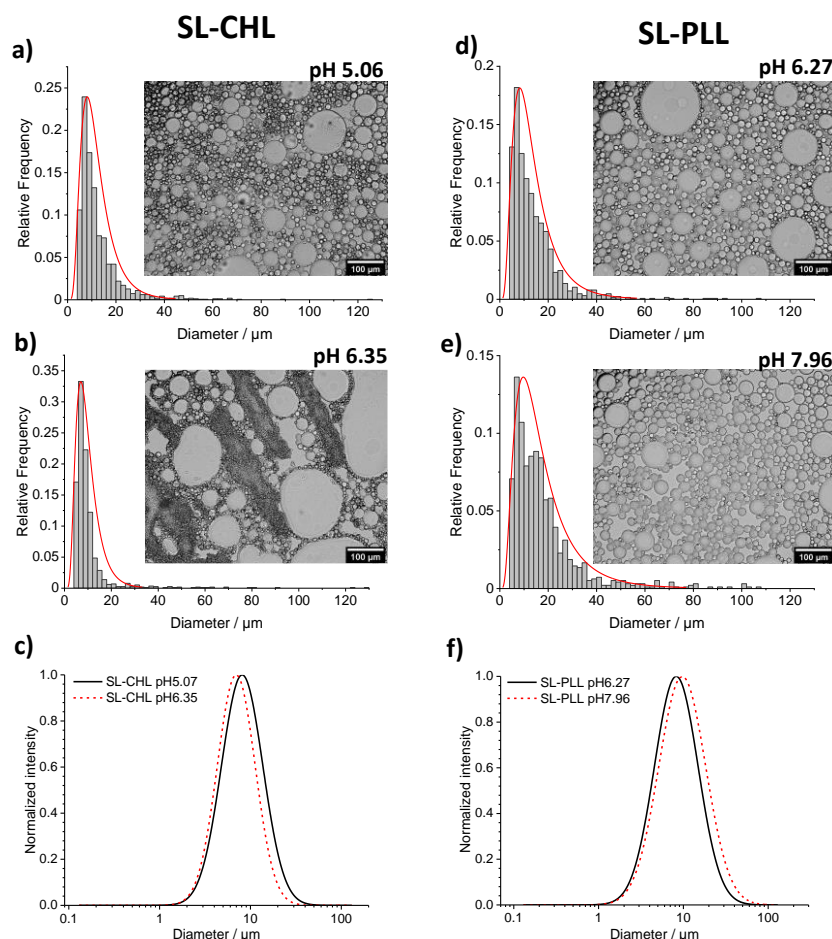 SL-CHL
SL-PLL
a)
pH 5.06
0.25
0.2
0.15
0.1
0.05
0
Relative Frequency
0 20 40 60 80 100 120
Diameter / µm
100 µm
d)
pH 6.27
0.2
0.15
0.1
0.05
0
Relative Frequency
0 20 40 60 80 100 120
Diameter / µm
100 µm
b)
pH 6.35
0.35
0.3
0.25
0.2
0.15
0.1
0.05
0
Relative Frequency
0 20 40 60 80 100 120
Diameter / µm
100 µm
e)
pH 7.96
0.15
0.1
0.05
0
Relative Frequency
0 20 40 60 80 100 120
Diameter / µm
100 µm
c)
SL-CHL pH5.07
SL-CHL pH6.35
1.0
0.8
0.6
0.4
0.2
0.0
Normalized intensity
0.1 1 10 100
Diameter / µm
f)
SL-PLL pH6.27
SL-PLL pH7.96
1.0
0.8
0.6
0.4
0.2
0.0
Normalized intensity
0.1 1 10 100
Diameter / µm